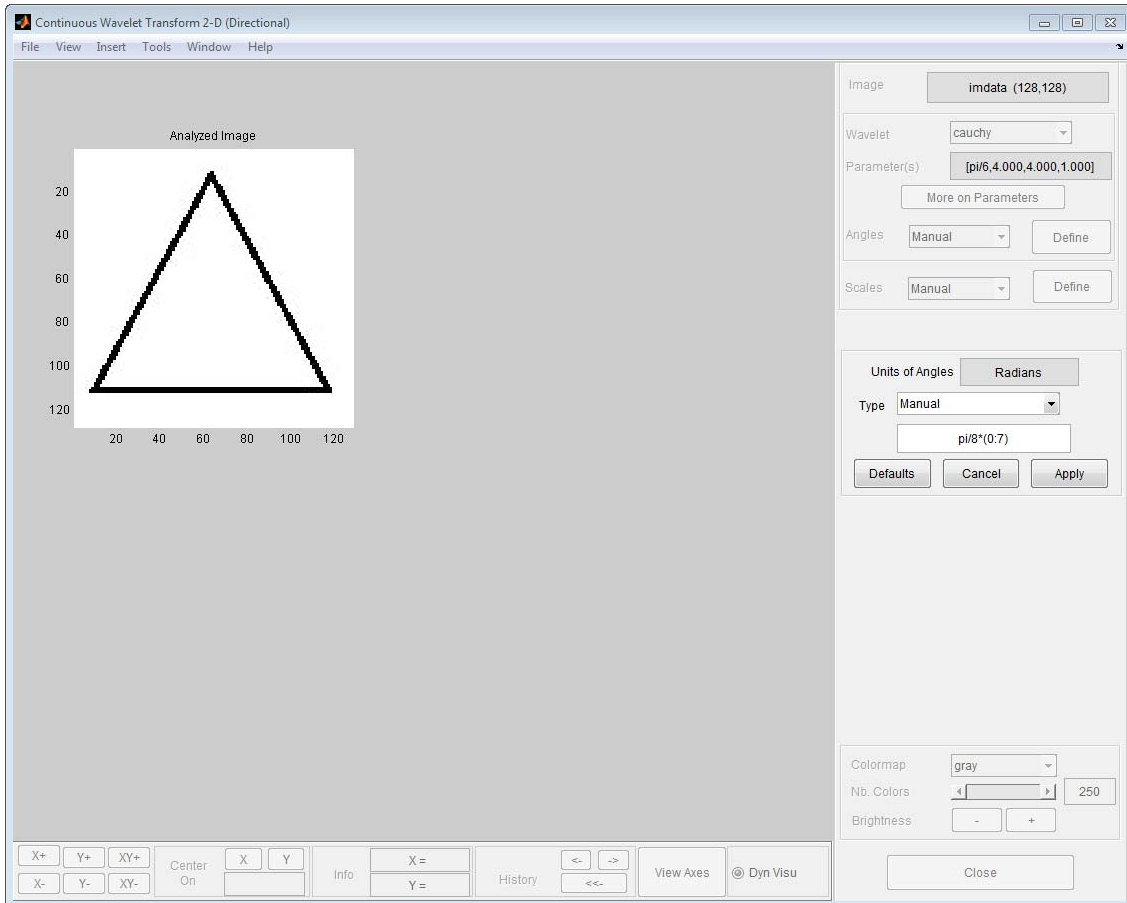 Continuous Wavelet Transform 2-D (Directional)
File View Insert Tools Window Help
Analyzed Image
20
40
60
80
100
120
20 40 60 80 100 120
Image imdata (128,128)
Wavelet cauchy
Parameter(s) [pi/6,4.000,4.000,1.000]
More on Parameters
Angles Manual Define
Scales Manual Define
Units of Angles Radians
Type Manual
pi/8*(0:7)
Defaults Cancel Apply
Colormap gray
Nb. Colors 250
Brightness - +
Close
X+ Y+ XY+
X- Y- XY-
Center
On
X Y
Info
X =
Y =
History
<- ->
<<-
View Axes
Dyn Visu